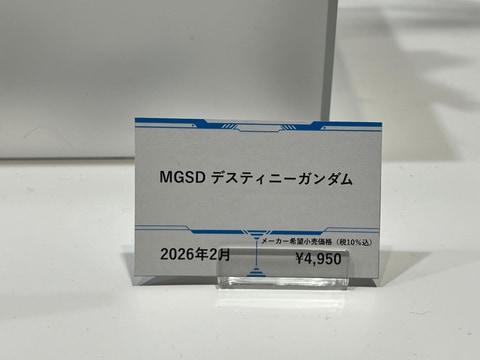 MGSD デスティニーガンダム
メーカー希望小売価格（税10%込）
2026年2月 ¥4,950